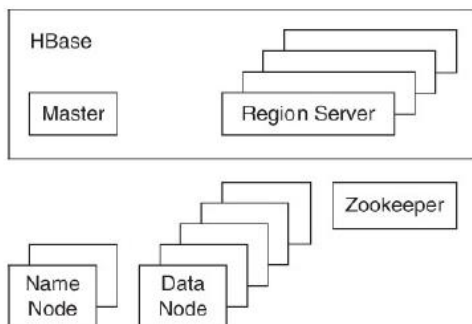 HBase
Master
Region Server
Zookeeper
Name
Node
Data
Node